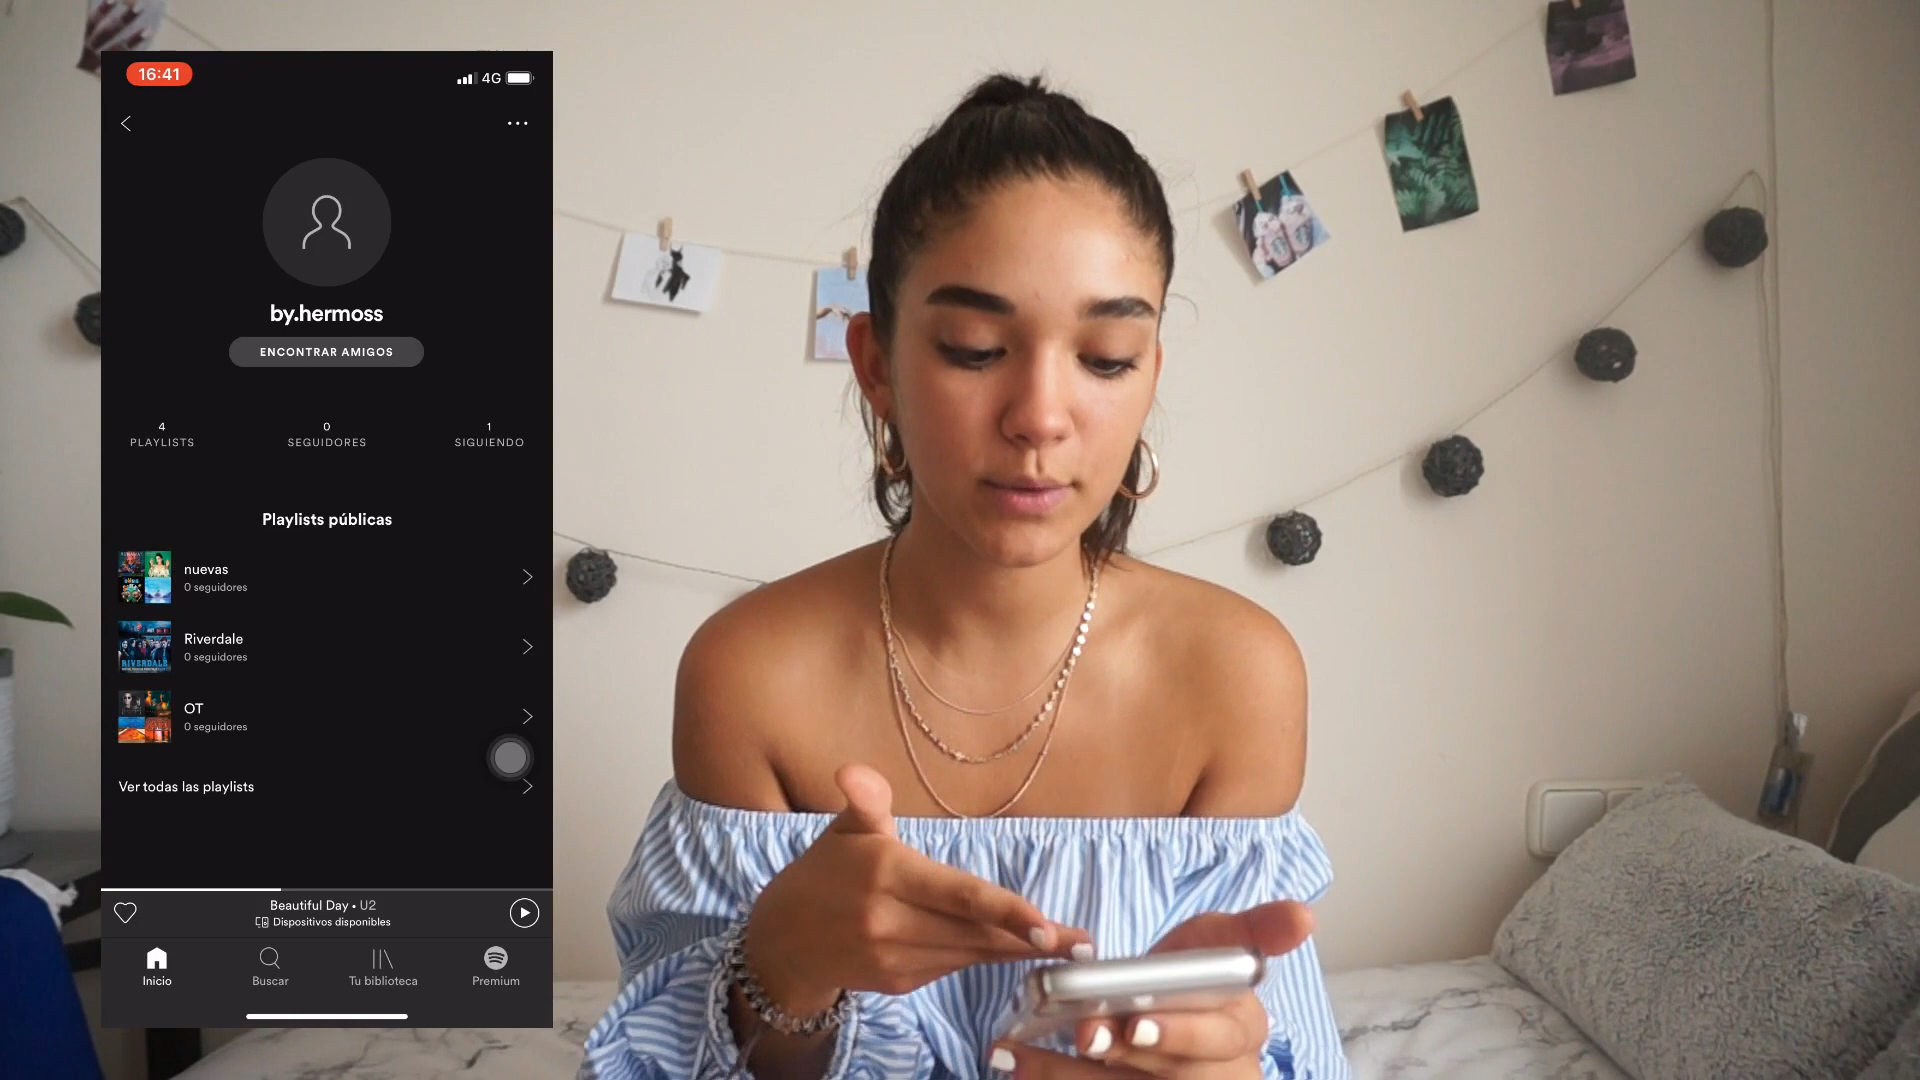 16:41
4G
by.hermoss
ENCONTRAR AMIGOS
4
PLAYLISTS
0
SEGUIDORES
1
SIGUIENDO
Playlists públicas
nuevas
0 seguidores
RIVERDALE
Riverdale
0 seguidores
OT
0 seguidores
Ver todas las playlists
Beautiful Day • U2
Dispositivos disponibles
Inicio
Buscar
Tu biblioteca
Premium